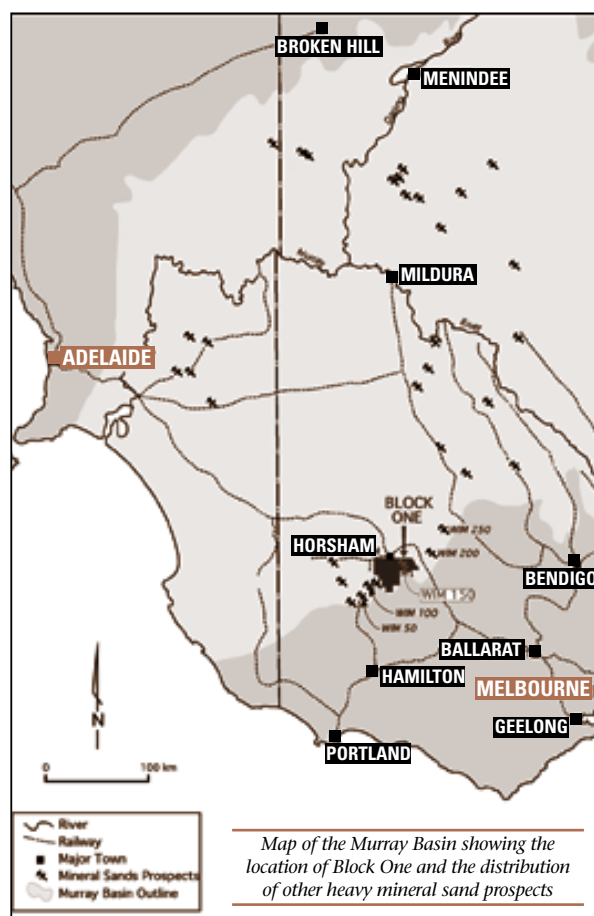 BROKEN HILL
MENINDEE
MILDURA
ADELAIDE
BLOCK
ONE
WIM 250
HORSHAM
WIM 200
BENDIGO
WIM 150
WIM 100
WIM 50
BALLARAT
HAMILTON
MELBOURNE
GEELONG
PORTLAND
N
0 100 km
River
Railway
Major Town
Mineral Sands Prospects
Murray Basin Outline
Map of the Murray Basin showing the
location of Block One and the distribution
of other heavy mineral sand prospects